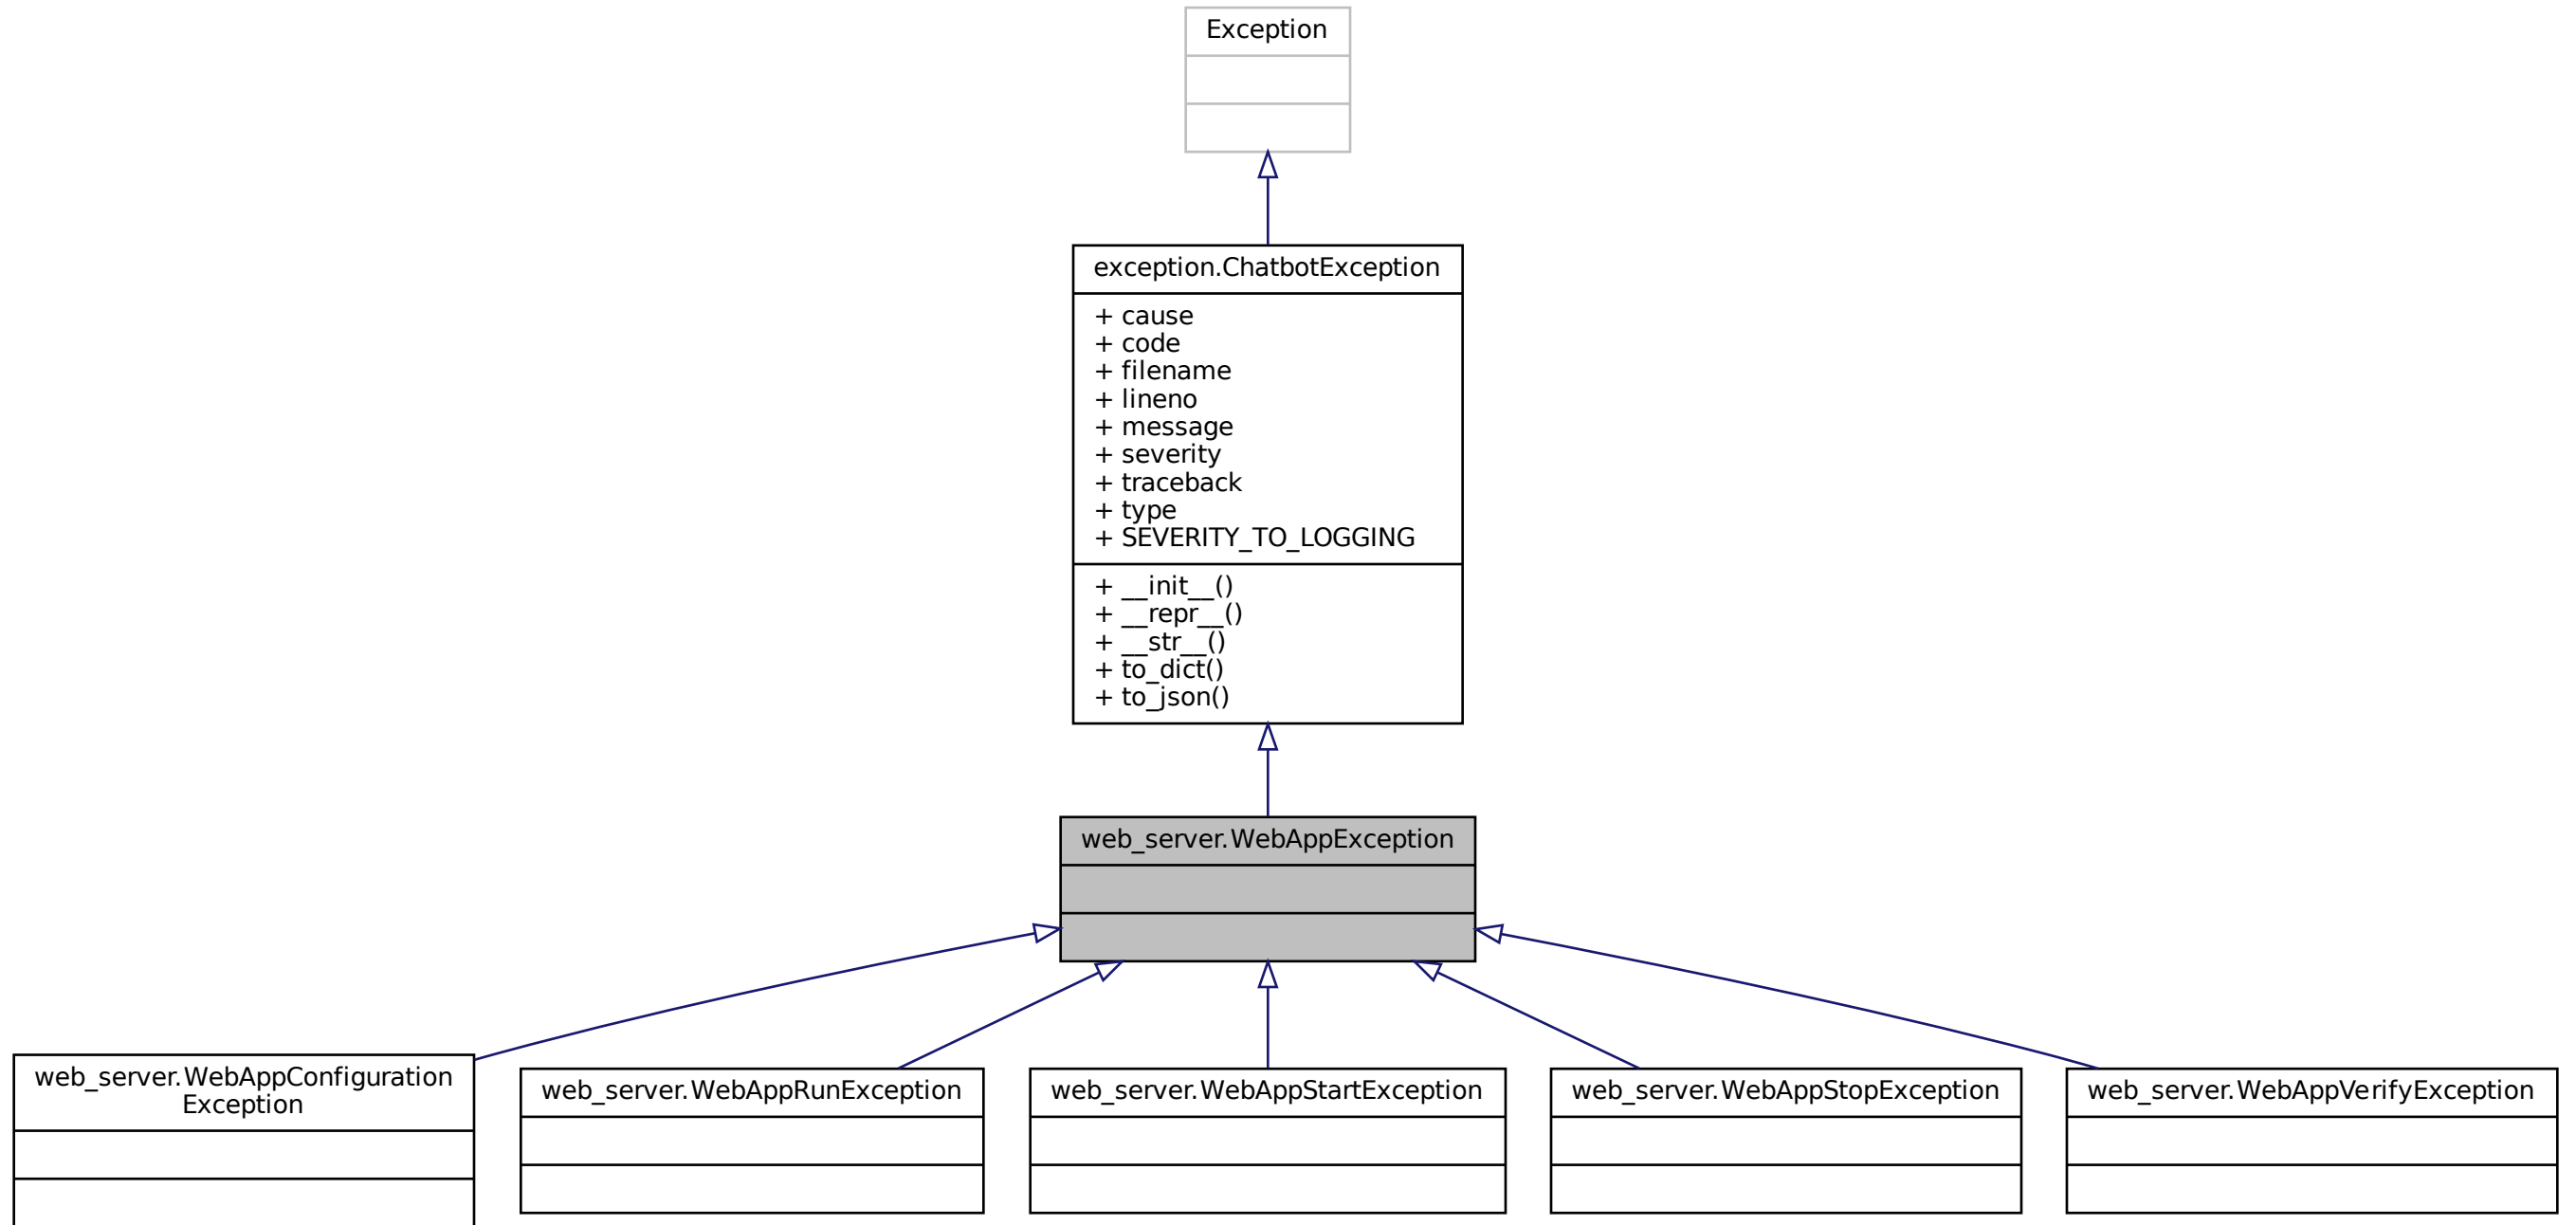 Exception
exception.ChatbotException
+ cause
+ code
+ filename
+ lineno
+ message
+ severity
+ traceback
+ type
+ SEVERITY_TO_LOGGING
+ __init__()
+ __repr__()
+ __str__()
+ to_dict()
+ to_json()
web_server.WebAppException
web_server.WebAppConfiguration
Exception
web_server.WebAppRunException
web_server.WebAppStartException
web_server.WebAppStopException
web_server.WebAppVerifyException